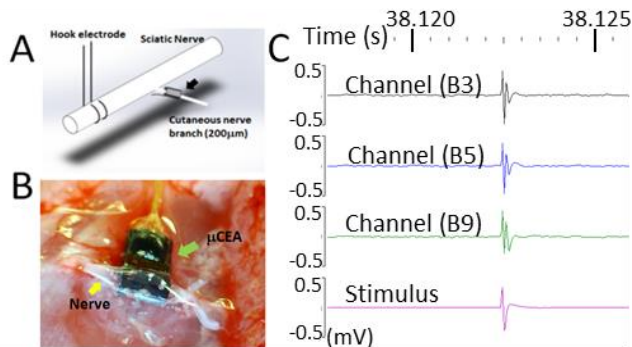 A
Hook electrode
Sciatic Nerve
Cutaneous nerve
branch (200μm)
B
μCEA
Nerve
C
38.120
38.125
Time (s)
0.5
Channel (B3)
-0.5
0.5
Channel (B5)
-0.5
0.5
Channel (B9)
-0.5
0.5
Stimulus
-0.5
(mV)